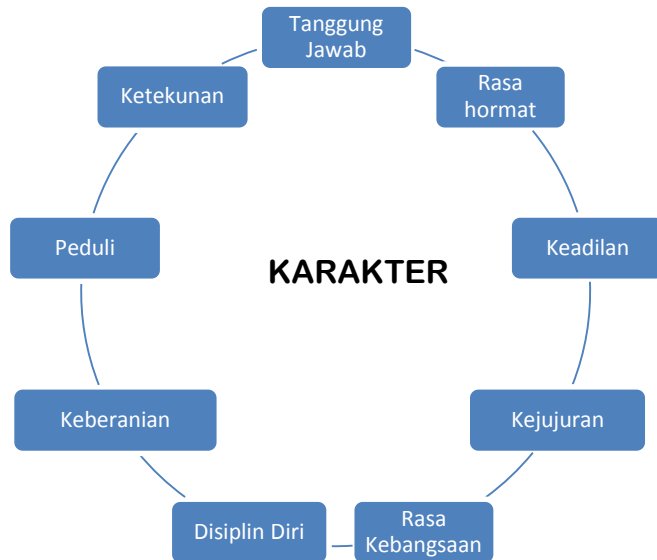 Tanggung
Jawab
Rasa
hormat
Ketekunan
Peduli
Keadilan
KARAKTER
Keberanian
Kejujuran
Disiplin Diri
Rasa
Kebangsaan